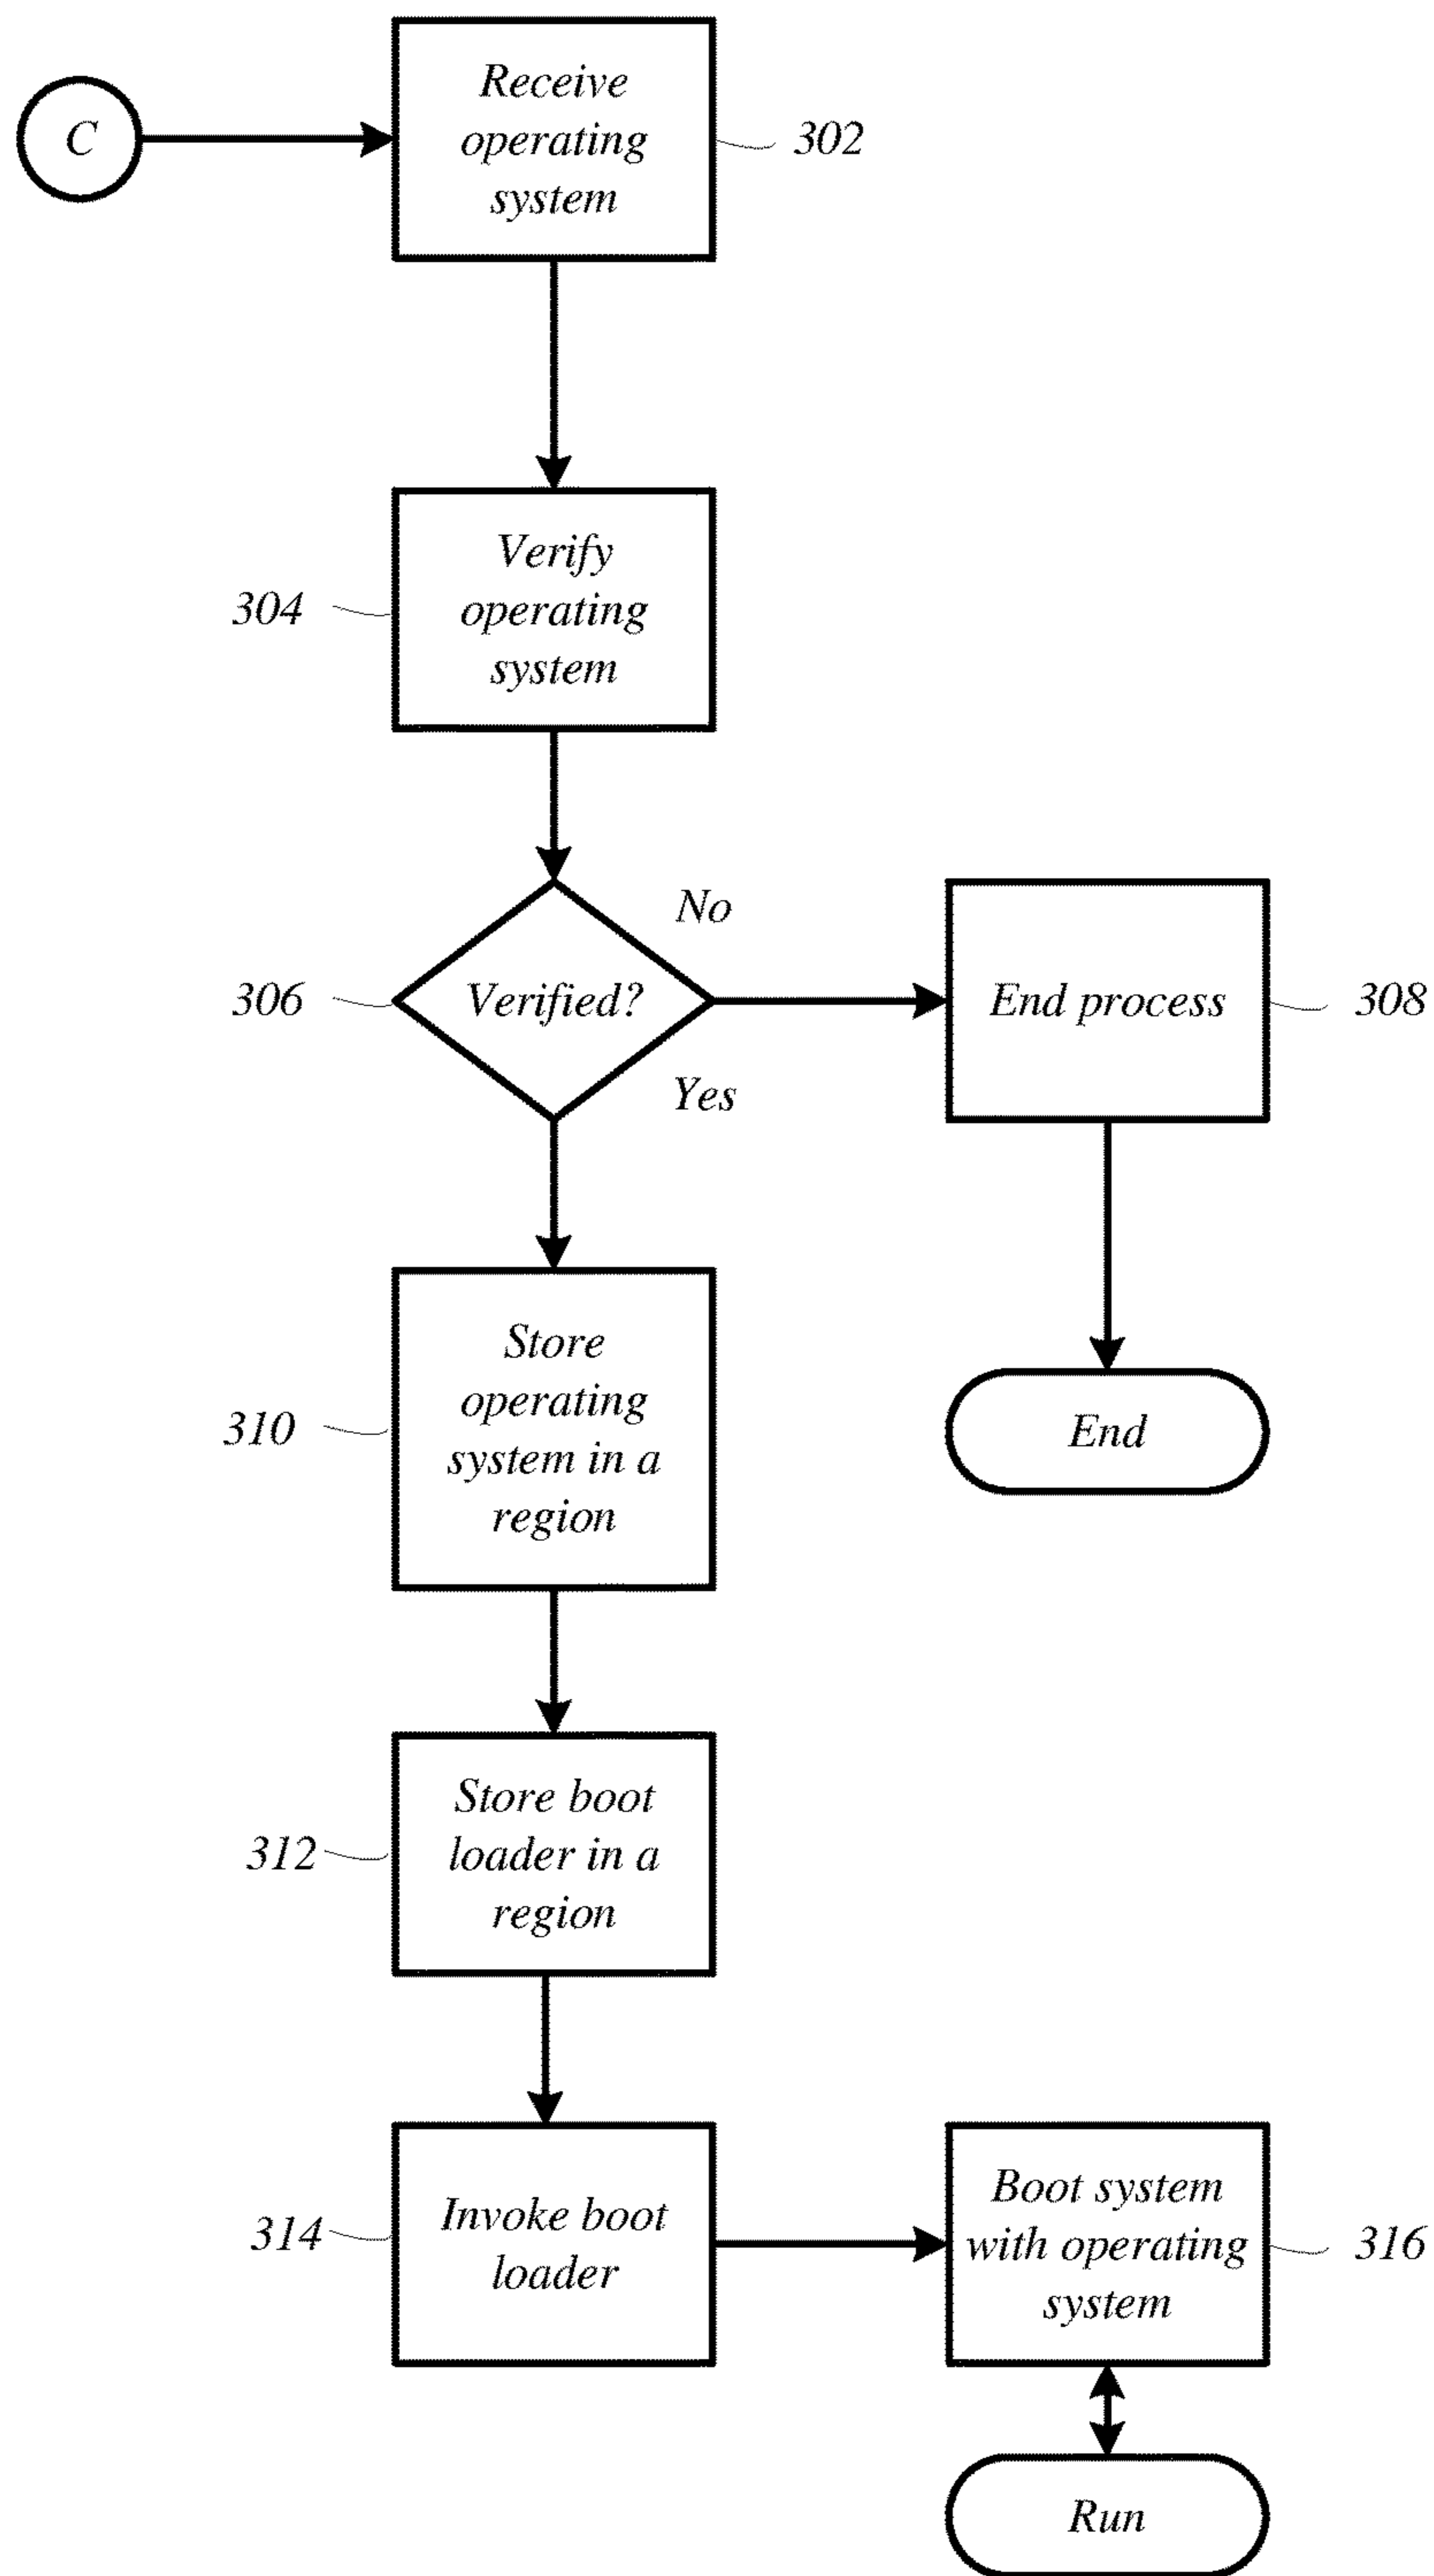 C
Receive
operating
system
302
Verify
operating
system
304
No
Verified?
306
End process
308
Yes
Store
operating
system in a
region
310
End
Store boot
loader in a
region
312
Invoke boot
loader
314
Boot system
with operating
system
316
Run